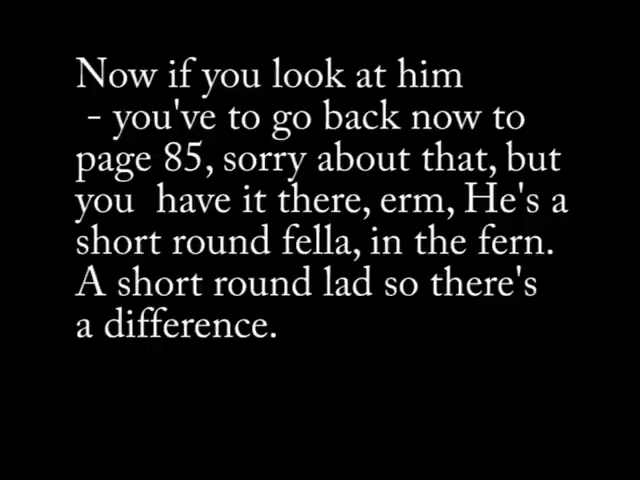 Now if you look at him
- you've to go back now to
page 85, sorry about that, but
you  have it there, erm, He's a
short round fella, in the fern.
A short round lad so there's
a difference.